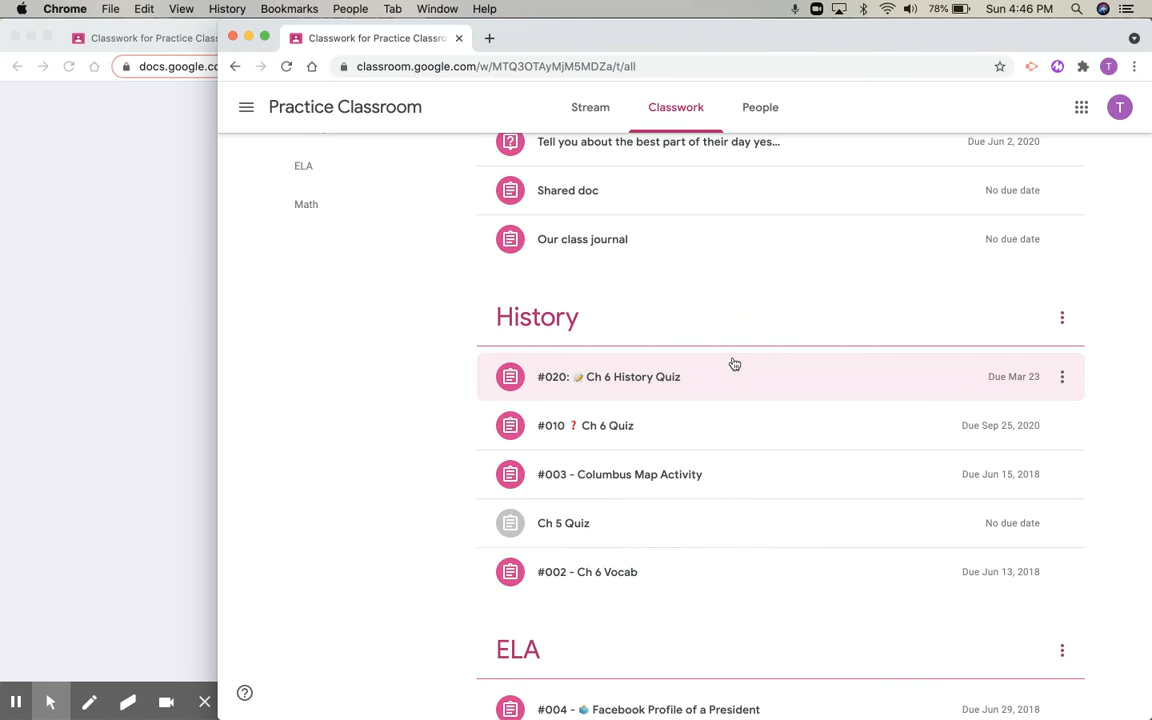 Chrome File Edit View History Bookmarks People Tab Window Help 78% Sun 4:46 PM
Classwork for Practice Class
Classwork for Practice Classro
docs.google.co
classroom.google.com/w/MTQ3OTAyMjM5MDZa/t/all
T
Practice Classroom Stream Classwork People T
Tell you about the best part of their day yes... Due Jun 2, 2020
ELA
Shared doc No due date
Math
Our class journal No due date
History
#020: 📝 Ch 6 History Quiz Due Mar 23
#010 ❓ Ch 6 Quiz Due Sep 25, 2020
#003 - Columbus Map Activity Due Jun 15, 2018
Ch 5 Quiz No due date
#002 - Ch 6 Vocab Due Jun 13, 2018
ELA
#004 - Facebook Profile of a President Due Jun 29, 2018